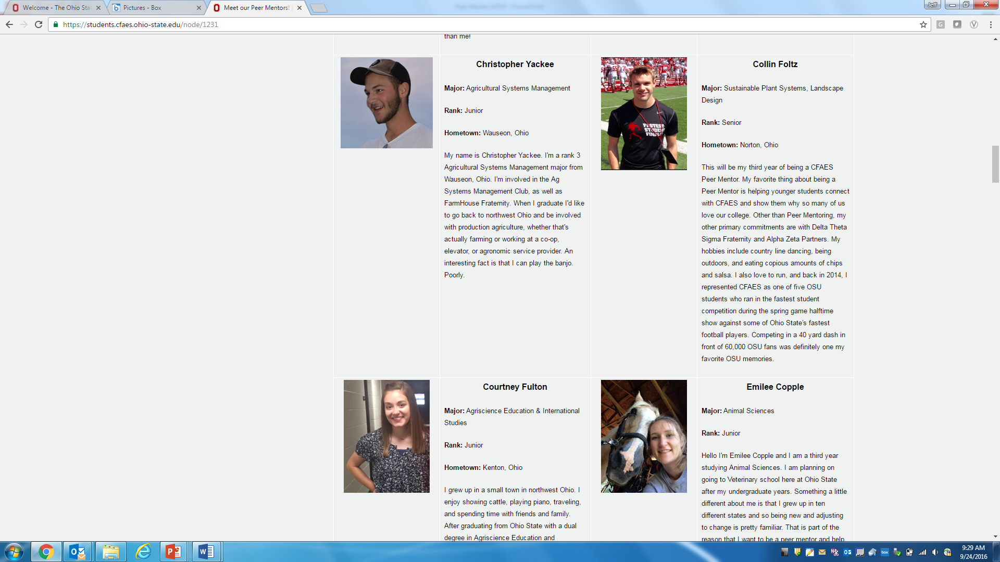 Welcome - The Ohio Sta
Pictures - Box
Meet our Peer Mentors!
Jeff
https://students.cfaes.ohio-state.edu/node/1231
than me!
Christopher Yackee
Major: Agricultural Systems Management
Rank: Junior
Hometown: Wauseon, Ohio
My name is Christopher Yackee. I'm a rank 3
Agricultural Systems Management major from
Wauseon, Ohio. I'm involved in the Ag
Systems Management Club, as well as
FarmHouse Fraternity. When I graduate I'd like
to go back to northwest Ohio and be involved
with production agriculture, whether that's
actually farming or working at a co-op,
elevator, or agronomic service provider. An
interesting fact is that I can play the banjo.
Poorly.
FASTEST
STUDENT
Collin Foltz
Major: Sustainable Plant Systems, Landscape
Design
Rank: Senior
Hometown: Norton, Ohio
This will be my third year of being a CFAES
Peer Mentor. My favorite thing about being a
Peer Mentor is helping younger students connect
with CFAES and show them why so many of us
love our college. Other than Peer Mentoring, my
other primary commitments are with Delta Theta
Sigma Fraternity and Alpha Zeta Partners. My
hobbies include country line dancing, being
outdoors, and eating copious amounts of chips
and salsa. I also love to run, and back in 2014, I
represented CFAES as one of five OSU
students who ran in the fastest student
competition during the spring game halftime
show against some of Ohio State's fastest
football players. Competing in a 40 yard dash in
front of 60,000 OSU fans was definitely one my
favorite OSU memories.
Courtney Fulton
Major: Agriscience Education & International
Studies
Rank: Junior
Hometown: Kenton, Ohio
I grew up in a small town in northwest Ohio. I
enjoy showing cattle, playing piano, traveling,
and spending time with friends and family.
After graduating from Ohio State with a dual
degree in Agriscience Education and
Emilee Copple
Major: Animal Sciences
Rank: Junior
Hello I'm Emilee Copple and I am a third year
studying Animal Sciences. I am planning on
going to Veterinary school here at Ohio State
after my undergraduate years. Something a little
different about me is that I grew up in ten
different states and so being new and adjusting
to change is pretty familiar. That is part of the
reason that I want to be a peer mentor and help
9:29 AM
9/24/2016